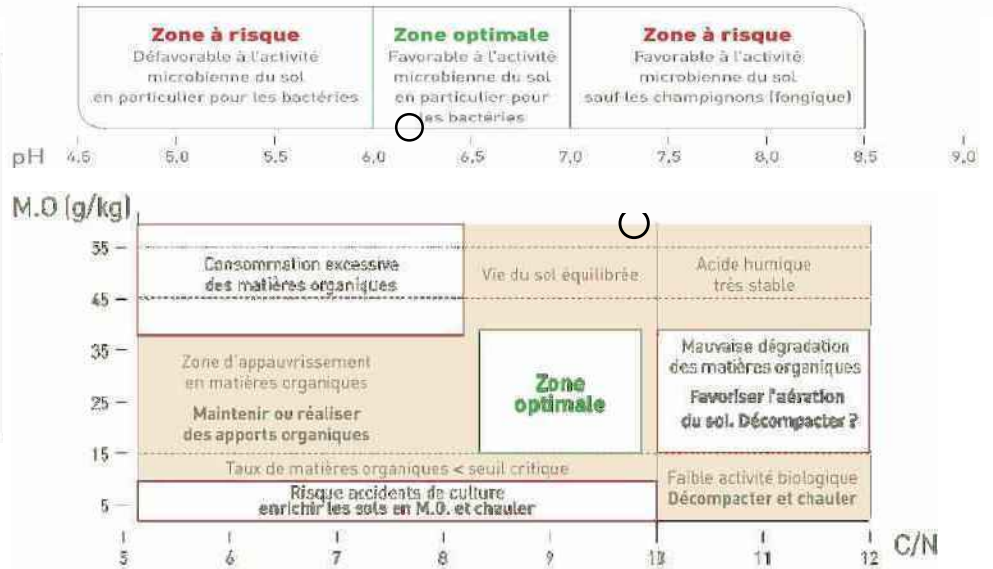 Zone à risque
Défavorable à l'activité
microbienne du sol
en particulier pour les bactéries
Zone optimale
Favorable à l'activité
microbienne du sol
en particulier pour
les bactéries
Zone à risque
Favorable à l'activité
microbienne du sol
sauf les champignons (fongique)
pH 4.5 5.0 5.5 6.0 6.5 7.0 7.5 8.0 8.5 9.0
M.O (g/kg)
55
45
35
25
15
5
Consommation excessive
des matières organiques
Vie du sol équilibrée
Acide humique
très stable
Zone d'appauvrissement
en matières organiques
Maintenir ou réaliser
des apports organiques
Zone
optimale
Mauvaise dégradation
des matières organiques
Favoriser l'aération
du sol. Décompacter ?
Taux de matières organiques < seuil critique
Risque accidents de culture
enrichir les sols en M.O. et chauler
Faible activité biologique
Décompacter et chauler
5 6 7 8 9 10 11 12 C/N